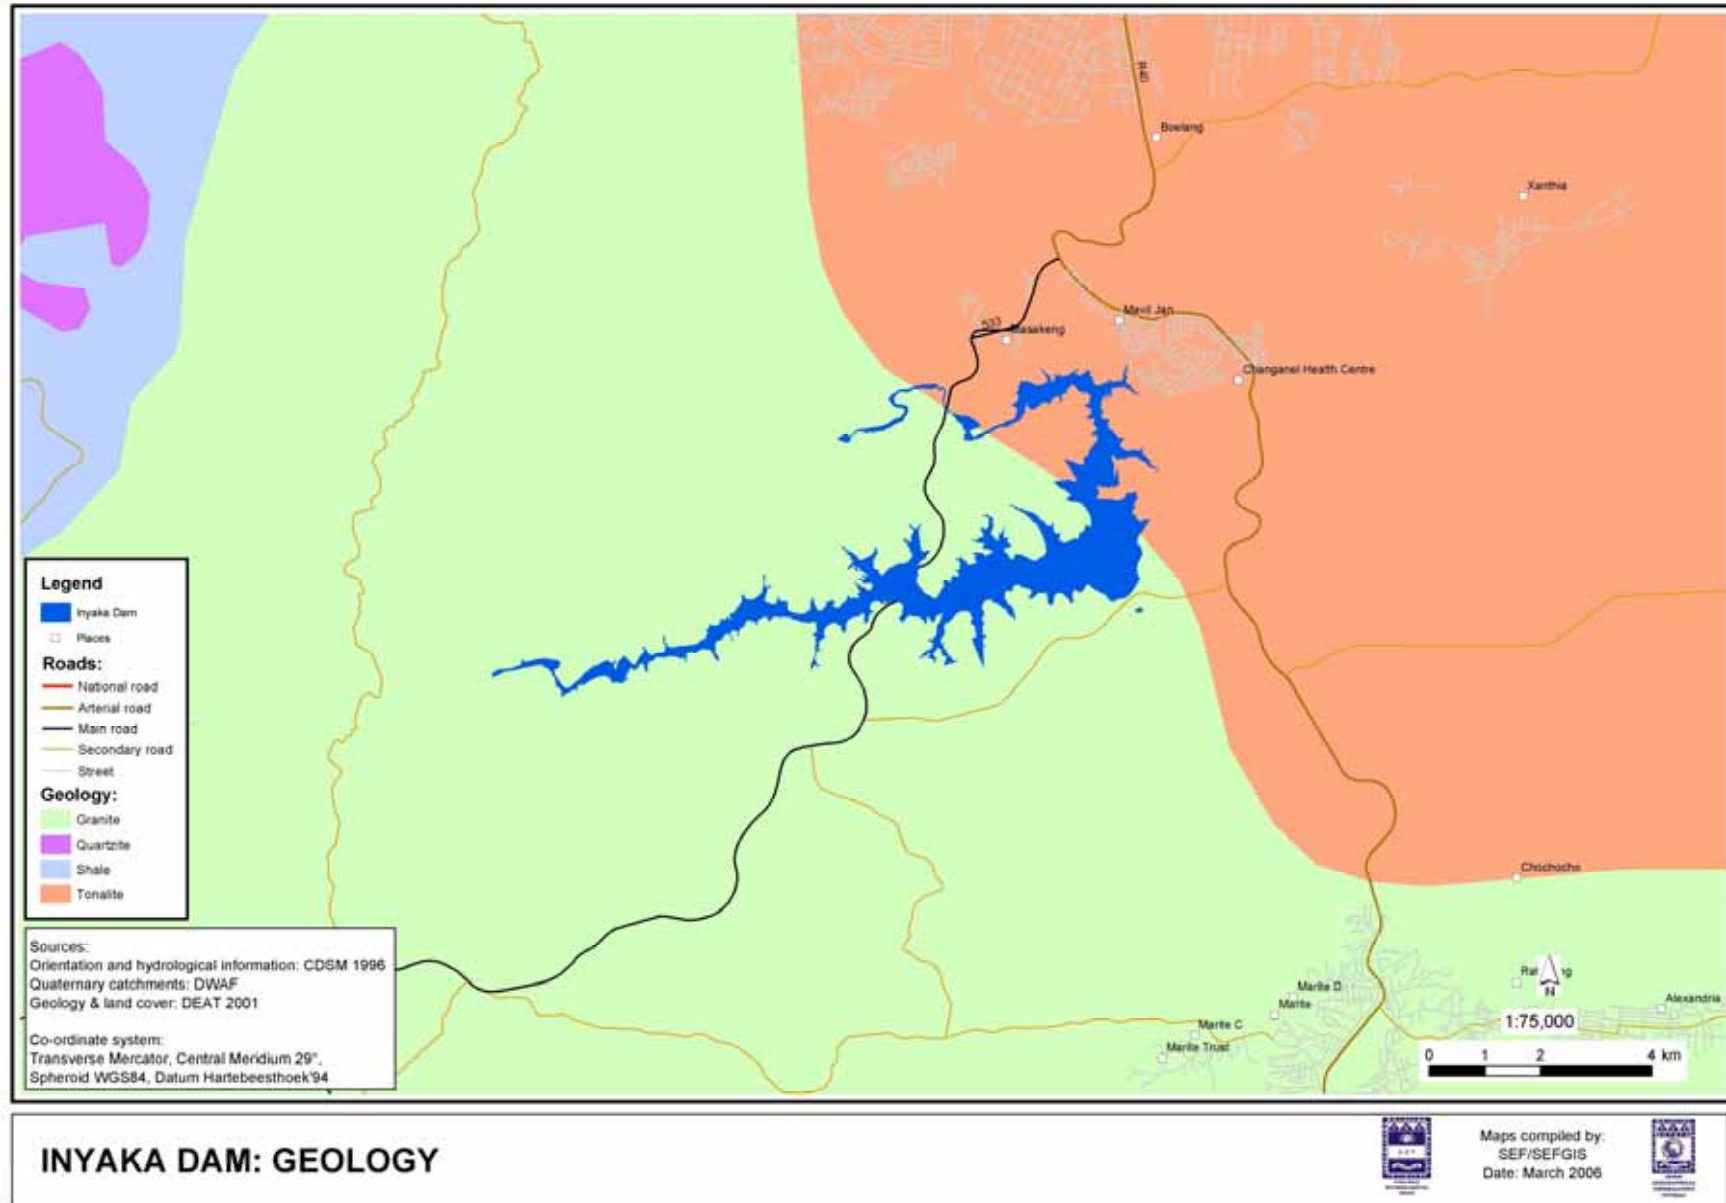 R40
Boelang
Xanthia
Mavil Jan
533
Masakeng
Changanel Health Centre
Legend
Inyaka Dam
Places
Roads:
National road
Arterial road
Main road
Secondary road
Street
Geology:
Granite
Quartzite
Shale
Tonalite
Chochocho
Sources:
Orientation and hydrological information: CDSM 1996
Quaternary catchments: DWAF
Geology & land cover: DEAT 2001
Co-ordinate system:
Transverse Mercator, Central Meridium 29°,
Spheroid WGS84, Datum Hartebeesthoek'94
N
Marite D
Marite
Alexandria
Marite C
Marite Trust
1:75,000
0 1 2 4 km
INYAKA DAM: GEOLOGY
Maps compiled by:
SEF/SEFGIS
Date: March 2006